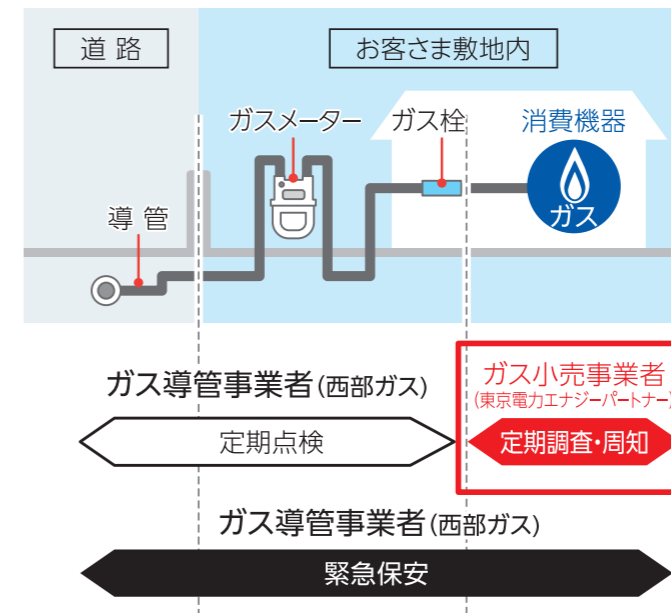 道路
お客さま敷地内
ガスメーター
ガス栓
消費機器
ガス
導管
ガス導管事業者(西部ガス)
定期点検
ガス小売事業者
(東京電力エナジーパートナー)
定期調査・周知
ガス導管事業者(西部ガス)
緊急保安